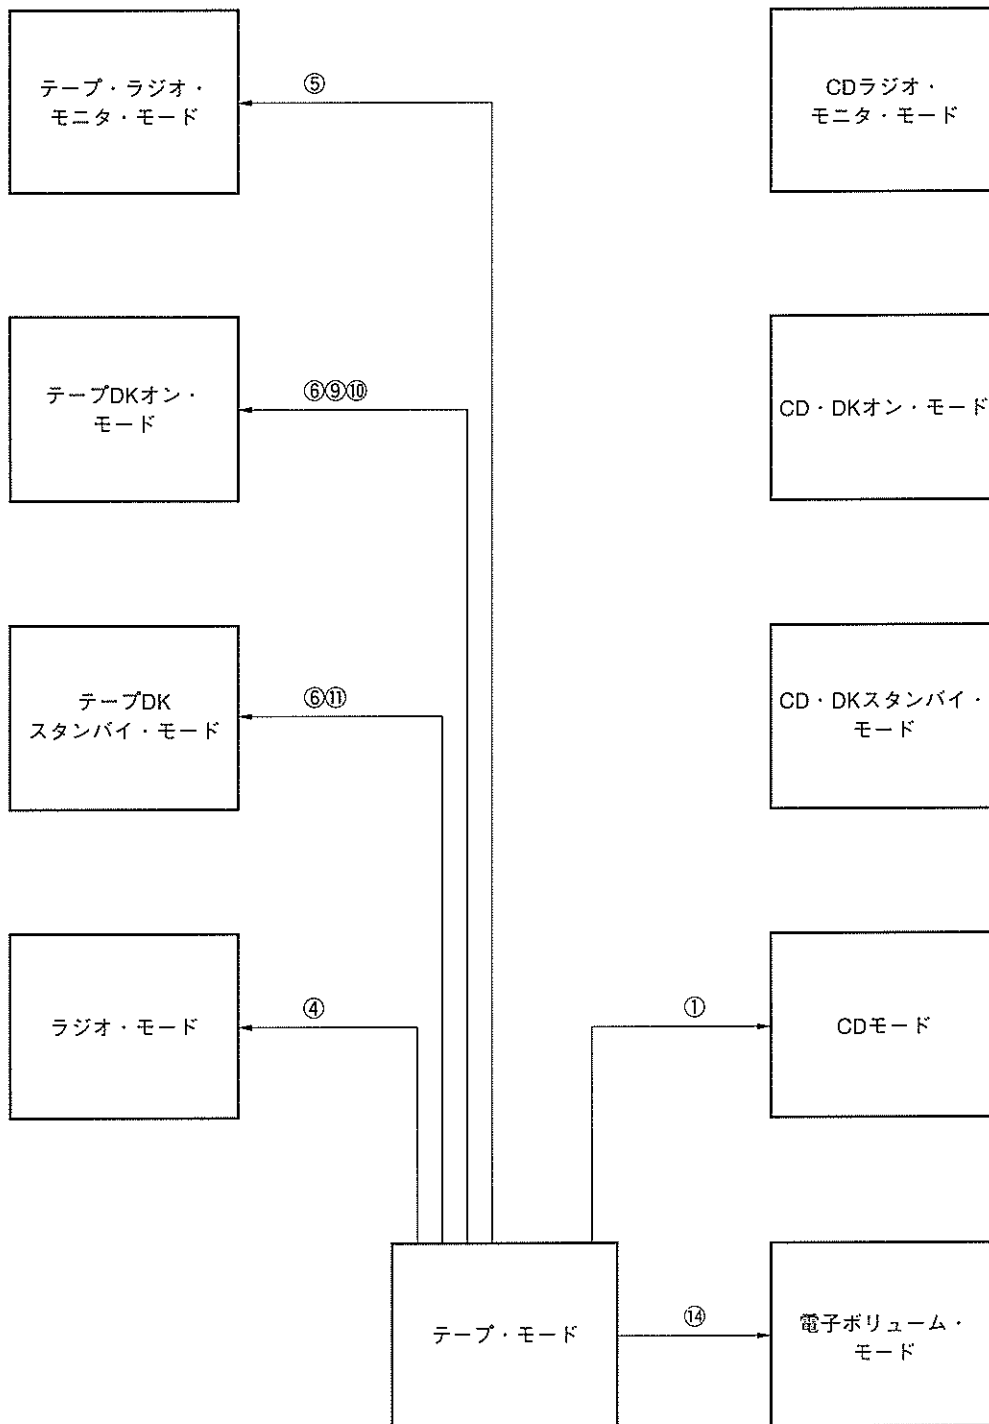 テープ・ラジオ・
モニタ・モード
⑤
CDラジオ・
モニタ・モード
テープDKオン・
モード
⑥⑨⑩
CD・DKオン・モード
テープDK
スタンバイ・モード
⑥⑪
CD・DKスタンバイ・
モード
ラジオ・モード
④
①
CDモード
テープ・モード
⑭
電子ボリューム・
モード